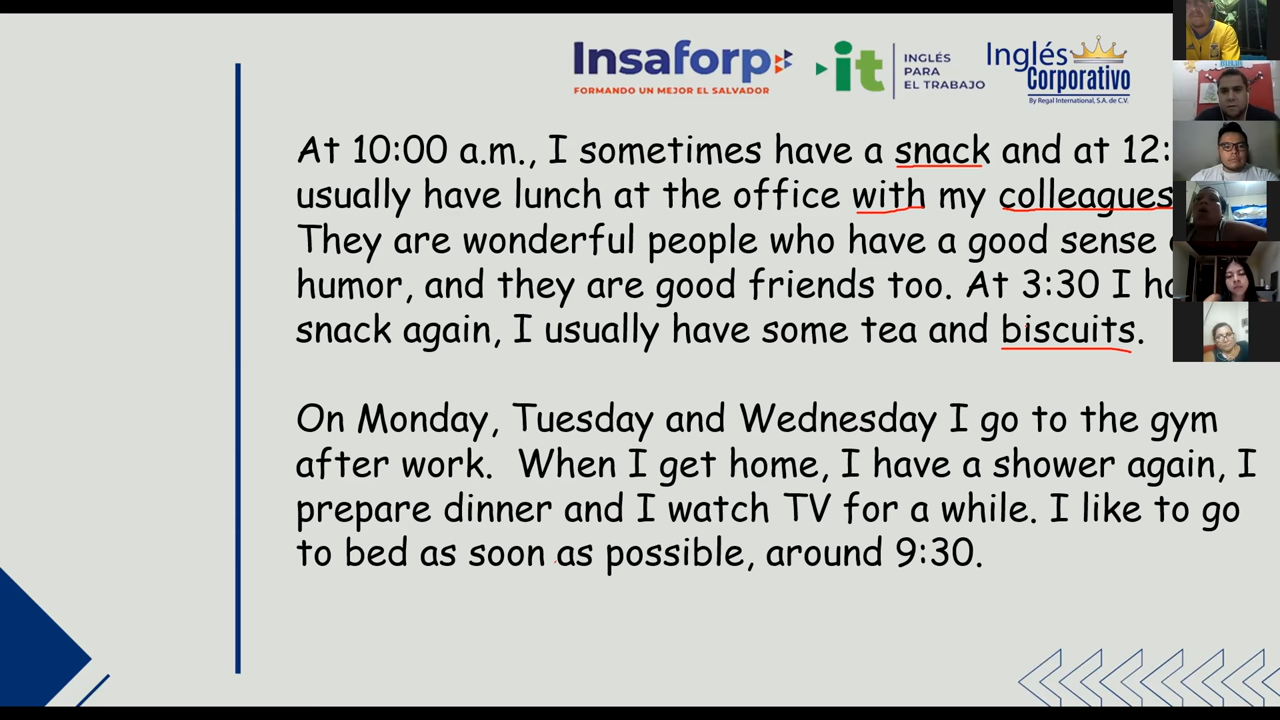 Insaforp
FORMANDO UN MEJOR EL SALVADOR
it
INGLÉS
PARA
EL TRABAJO
Inglés
Corporativo
By Regal International, S.A. de C.V.
At 10:00 a.m., I sometimes have a snack and at 12:
usually have lunch at the office with my colleagues
They are wonderful people who have a good sense
humor, and they are good friends too. At 3:30 I
snack again, I usually have some tea and biscuits.
On Monday, Tuesday and Wednesday I go to the gym
after work. When I get home, I have a shower again, I
prepare dinner and I watch TV for a while. I like to go
to bed as soon as possible, around 9:30.